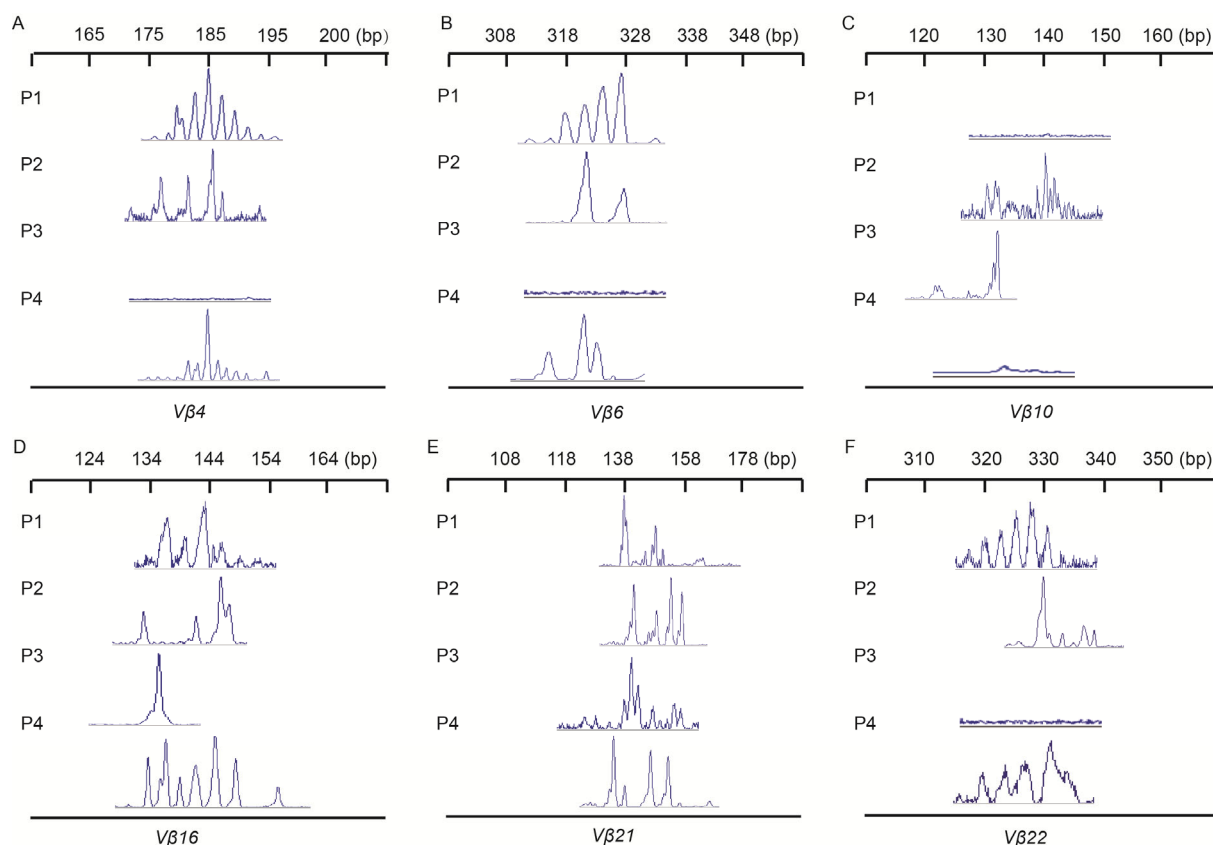 A
165 175 185 195 200 (bp)
P1
P2
P3
P4
Vβ4
B
308 318 328 338 348 (bp)
P1
P2
P3
P4
Vβ6
C
120 130 140 150 160 (bp)
P1
P2
P3
P4
Vβ10
D
124 134 144 154 164 (bp)
P1
P2
P3
P4
Vβ16
E
108 118 138 158 178 (bp)
P1
P2
P3
P4
Vβ21
F
310 320 330 340 350 (bp)
P1
P2
P3
P4
Vβ22